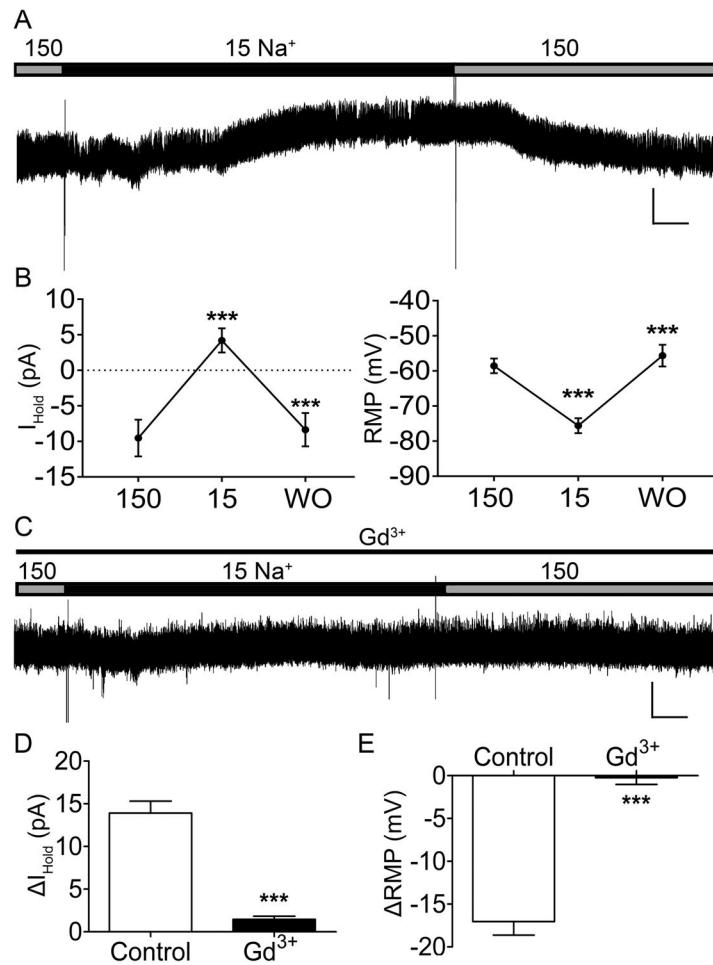 A
150 15 Na⁺ 150
B
I_Hold (pA)
10
5
0
-5
-10
-15
***
***
150 15 WO
RMP (mV)
-40
-50
-60
-70
-80
-90
***
***
150 15 WO
C
Gd³⁺
150 15 Na⁺ 150
D
ΔI_Hold (pA)
20
15
10
5
0
***
Control Gd³⁺
E
Control Gd³⁺
ΔRMP (mV)
0
-5
-10
-15
-20
***